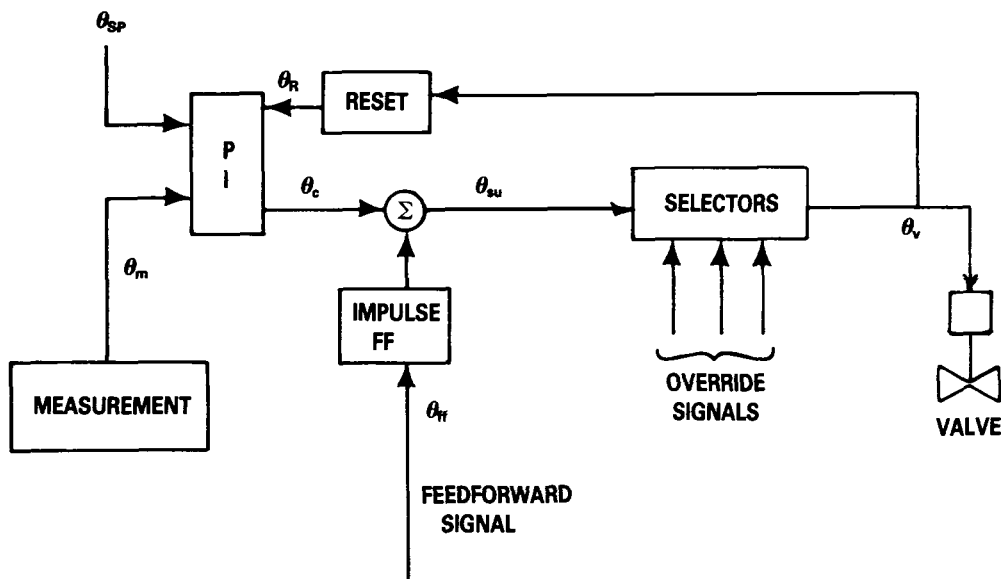 θSP
θR
RESET
P
I
θc
Σ
θsu
SELECTORS
θv
θm
IMPULSE
FF
MEASUREMENT
OVERRIDE
SIGNALS
VALVE
θff
FEEDFORWARD
SIGNAL